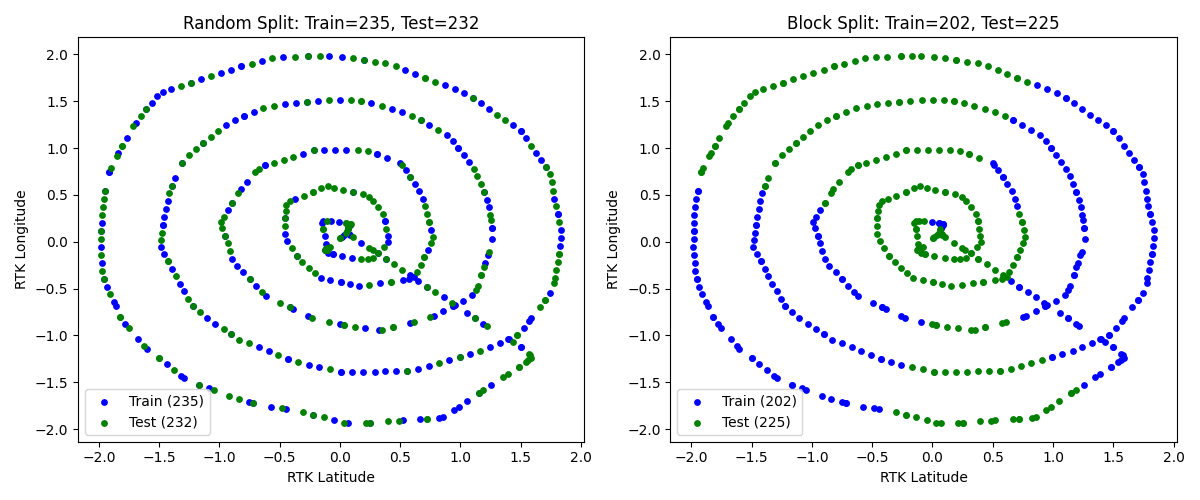 Random Split: Train=235, Test=232
2.0
1.5
1.0
0.5
0.0
−0.5
−1.0
−1.5
−2.0
RTK Longitude
Train (235)
Test (232)
−2.0 −1.5 −1.0 −0.5 0.0 0.5 1.0 1.5 2.0
RTK Latitude
Block Split: Train=202, Test=225
2.0
1.5
1.0
0.5
0.0
−0.5
−1.0
−1.5
−2.0
RTK Longitude
Train (202)
Test (225)
−2.0 −1.5 −1.0 −0.5 0.0 0.5 1.0 1.5 2.0
RTK Latitude